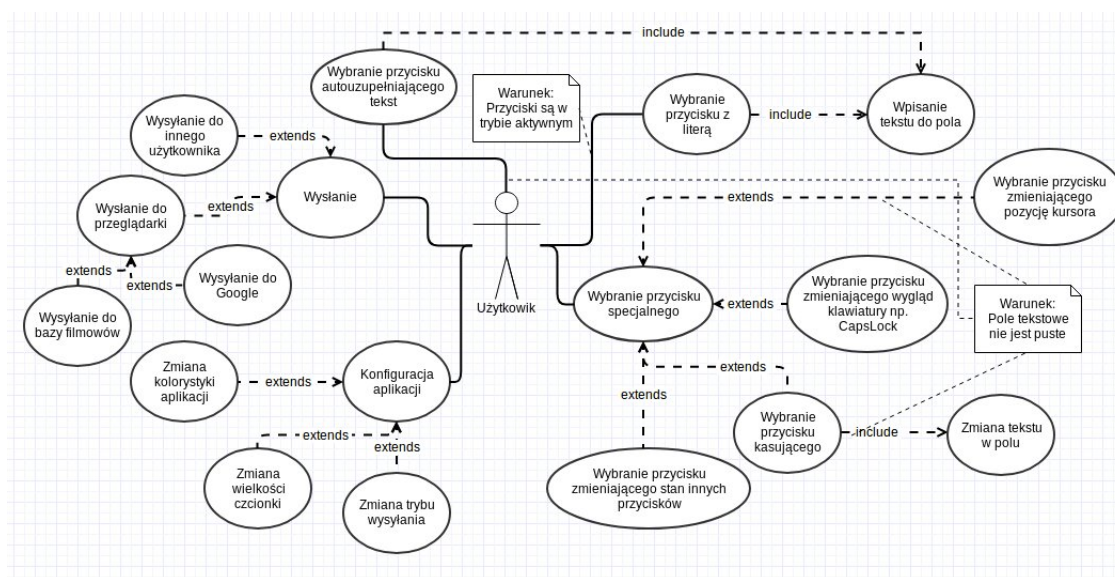 include
Wybranie przycisku
autouzupełniającego
tekst
Warunek:
Przyciski są w
trybie aktywnym
Wybranie
przycisku z
literą
include
Wpisanie
tekstu do pola
Wysyłanie do
innego
użytkownika
extends
Wysłanie
Wysłanie do
przeglądarki
extends
extends
extends
Wysyłanie do
Google
Wysyłanie do
bazy filmowów
Użytkowik
Wybranie przycisku
zmieniającego
pozycję kursora
extends
Wybranie przycisku
specjalnego
extends
Wybranie przycisku
zmieniającego wygląd
klawiatury np.
CapsLock
Warunek:
Pole tekstowe
nie jest puste
Zmiana
kolorystyki
aplikacji
extends
Konfiguracja
aplikacji
extends
extends
Zmiana
wielkości
czcionki
Zmiana trybu
wysyłania
extends
extends
Wybranie
przycisku
kasującego
include
Zmiana tekstu
w polu
Wybranie przycisku
zmieniającego stan innych
przycisków